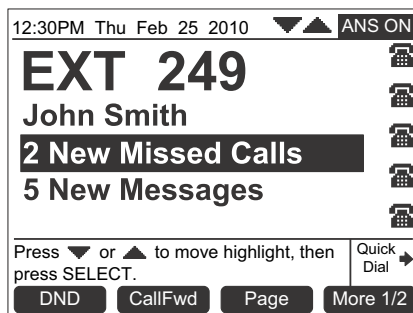 12:30PM Thu Feb 25 2010 ANS ON
EXT 249
John Smith
2 New Missed Calls
5 New Messages
Press ▼ or ▲ to move highlight, then
press SELECT.
Quick
Dial
DND CallFwd Page More 1/2